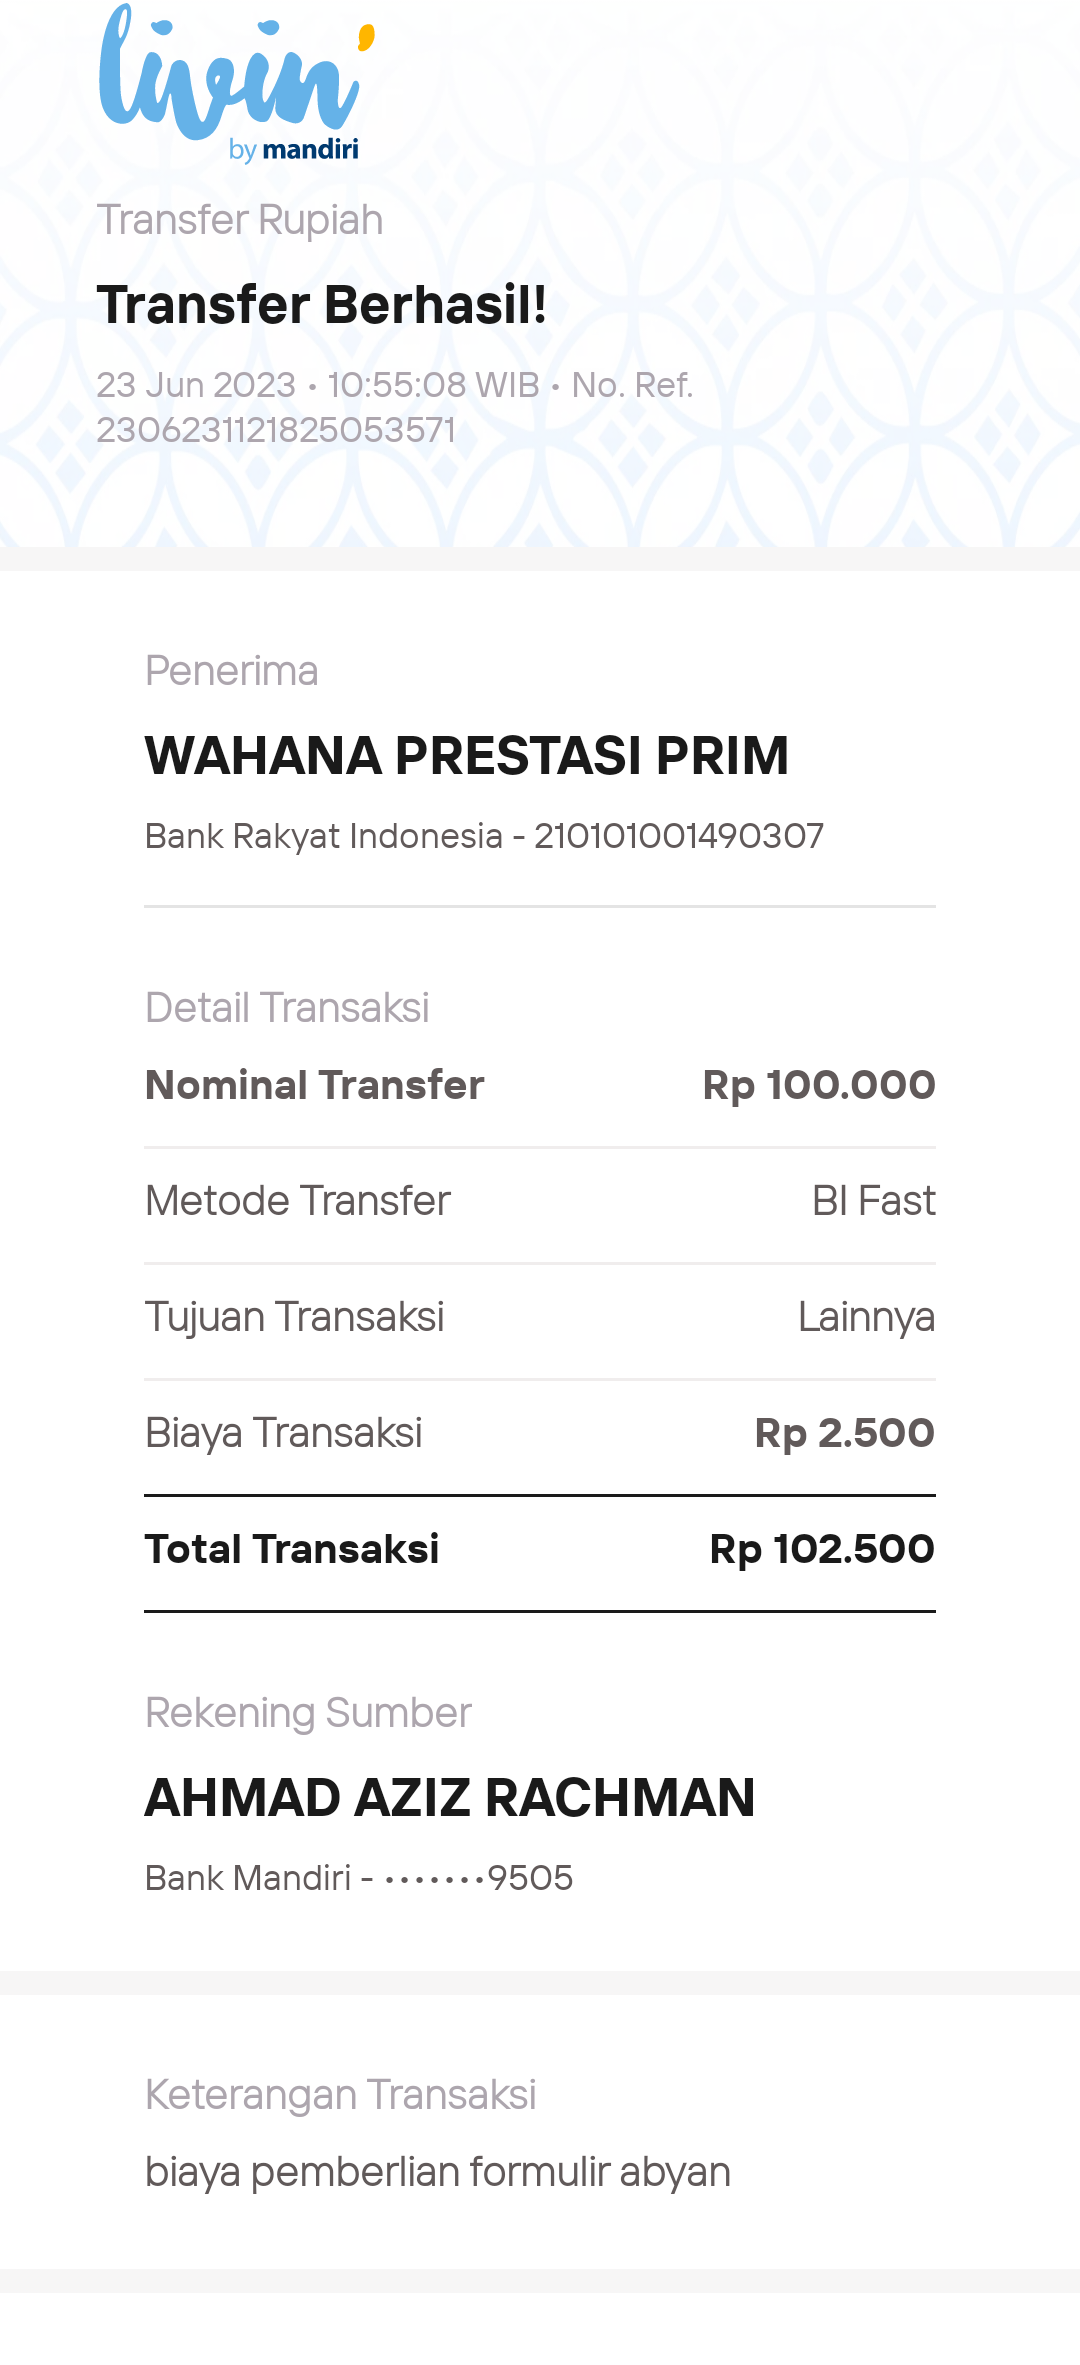 livin'
by mandiri
Transfer Rupiah
Transfer Berhasil!
23 Jun 2023 • 10:55:08 WIB • No. Ref.
2306231121825053571
Penerima
WAHANA PRESTASI PRIM
Bank Rakyat Indonesia - 210101001490307
Detail Transaksi
Nominal Transfer Rp 100.000
Metode Transfer BI Fast
Tujuan Transaksi Lainnya
Biaya Transaksi Rp 2.500
Total Transaksi Rp 102.500
Rekening Sumber
AHMAD AZIZ RACHMAN
Bank Mandiri - •••••••9505
Keterangan Transaksi
biaya pemberlian formulir abyan